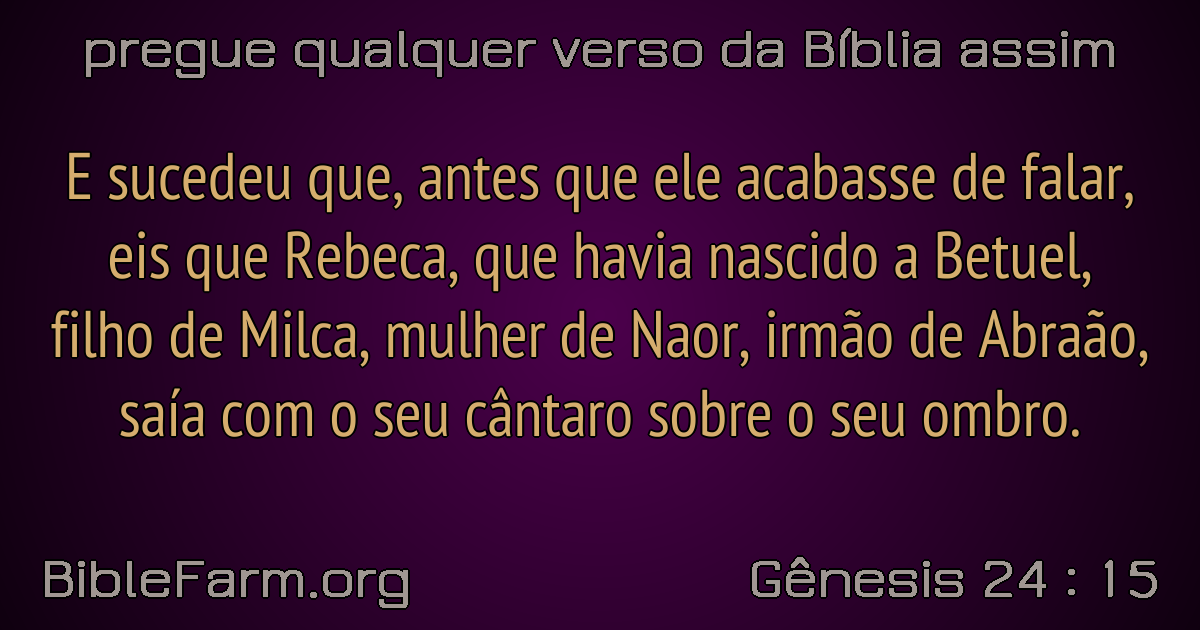 pregue qualquer verso da Bíblia assim
E sucedeu que, antes que ele acabasse de falar,
eis que Rebeca, que havia nascido a Betuel,
filho de Milca, mulher de Naor, irmão de Abraão,
saía com o seu cântaro sobre o seu ombro.
BibleFarm.org
Gênesis 24 : 15